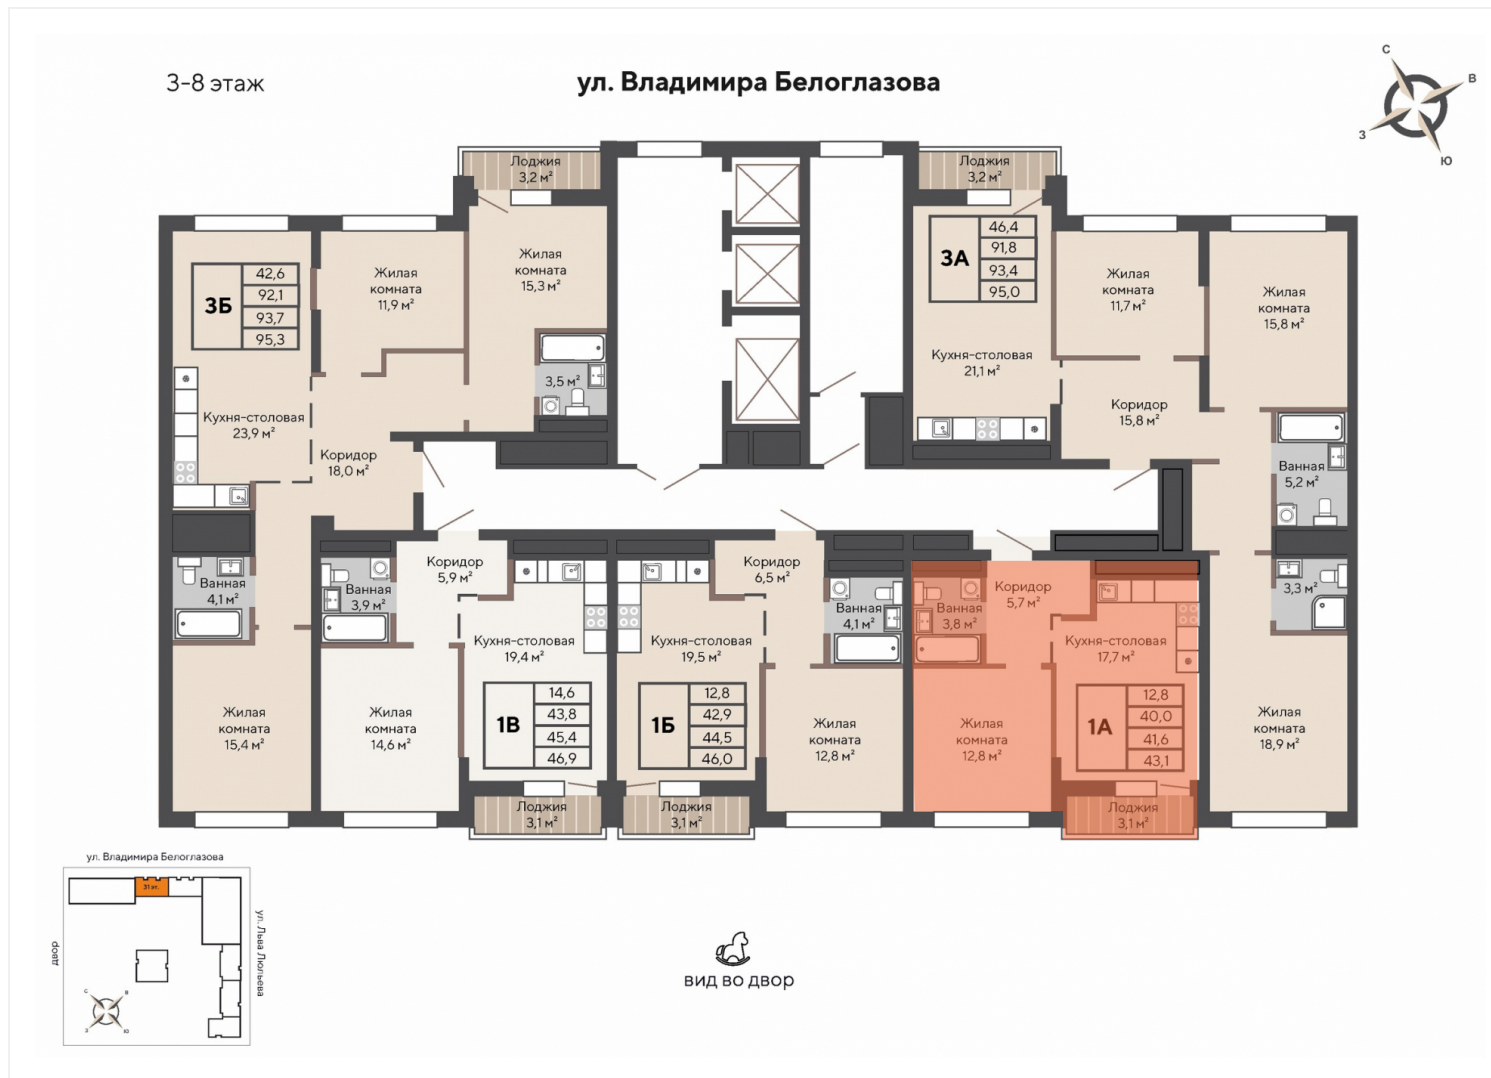 3-8 этаж
ул. Владимира Белоглазова
С
В
З
Ю
Лоджия
3,2 м²
Лоджия
3,2 м²
3Б
42,6
92,1
93,7
95,3
Жилая
комната
11,9 м²
Жилая
комната
15,3 м²
3,5 м²
Кухня-столовая
23,9 м²
Коридор
18,0 м²
3А
46,4
91,8
93,4
95,0
Кухня-столовая
21,1 м²
Жилая
комната
11,7 м²
Жилая
комната
15,8 м²
Коридор
15,8 м²
Ванная
5,2 м²
3,3 м²
Жилая
комната
18,9 м²
Ванная
4,1 м²
Жилая
комната
15,4 м²
Ванная
3,9 м²
Коридор
5,9 м²
Кухня-столовая
19,4 м²
Жилая
комната
14,6 м²
1В
14,6
43,8
45,4
46,9
Лоджия
3,1 м²
Коридор
6,5 м²
Кухня-столовая
19,5 м²
Ванная
4,1 м²
1Б
12,8
42,9
44,5
46,0
Жилая
комната
12,8 м²
Лоджия
3,1 м²
Ванная
3,8 м²
Коридор
5,7 м²
Кухня-столовая
17,7 м²
Жилая
комната
12,8 м²
1А
12,8
40,0
41,6
43,1
Лоджия
3,1 м²
ул. Владимира Белоглазова
31 эт.
двор
ул. Льва Люльева
С
В
З
Ю
вид во двор